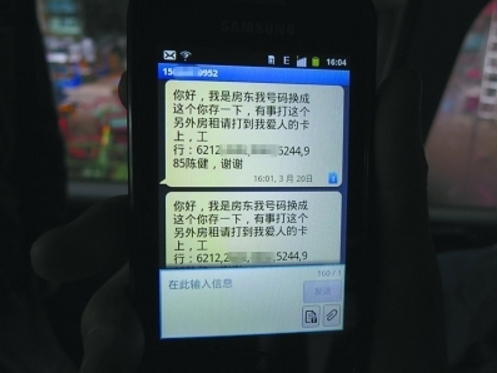 SAMSUNG
E 16:04
15 9952
你好，我是房东我号码换成
这个你存一下，有事打这个
另外房租请打到我爱人的卡
上，工
行：6212, ,5244,9
85陈健，谢谢
16:01, 3月 20日
你好，我是房东我号码换成
这个你存一下，有事打这个
另外房租请打到我爱人的卡
上，工
行：6212,2 , ,5244,9
160 / 1
在此输入信息
发送